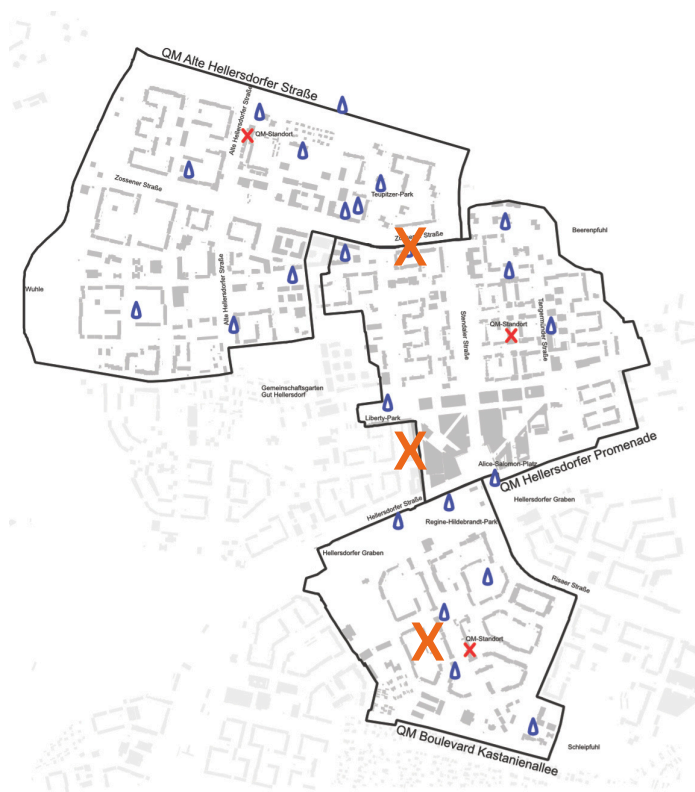 QM Alte Hellersdorfer Straße
Alte Hellersdorfer Straße
QM-Standort
Zossener Straße
Teupitzer-Park
Straße
Beerenpfuhl
Wuhle
Alte Hellersdorfer Straße
Stendaler Straße
QM-Standort
Tangermünder Straße
Gemeinschaftsgarten
Gut Hellersdorf
Liberty-Park
Alice-Salomon-Platz
QM Hellersdorfer Promenade
Hellersdorfer Straße
Hellersdorfer Graben
Regine-Hildebrandt-Park
Hellersdorfer Graben
Risaer Straße
QM-Standort
QM Boulevard Kastanienallee
Schleipfuhl